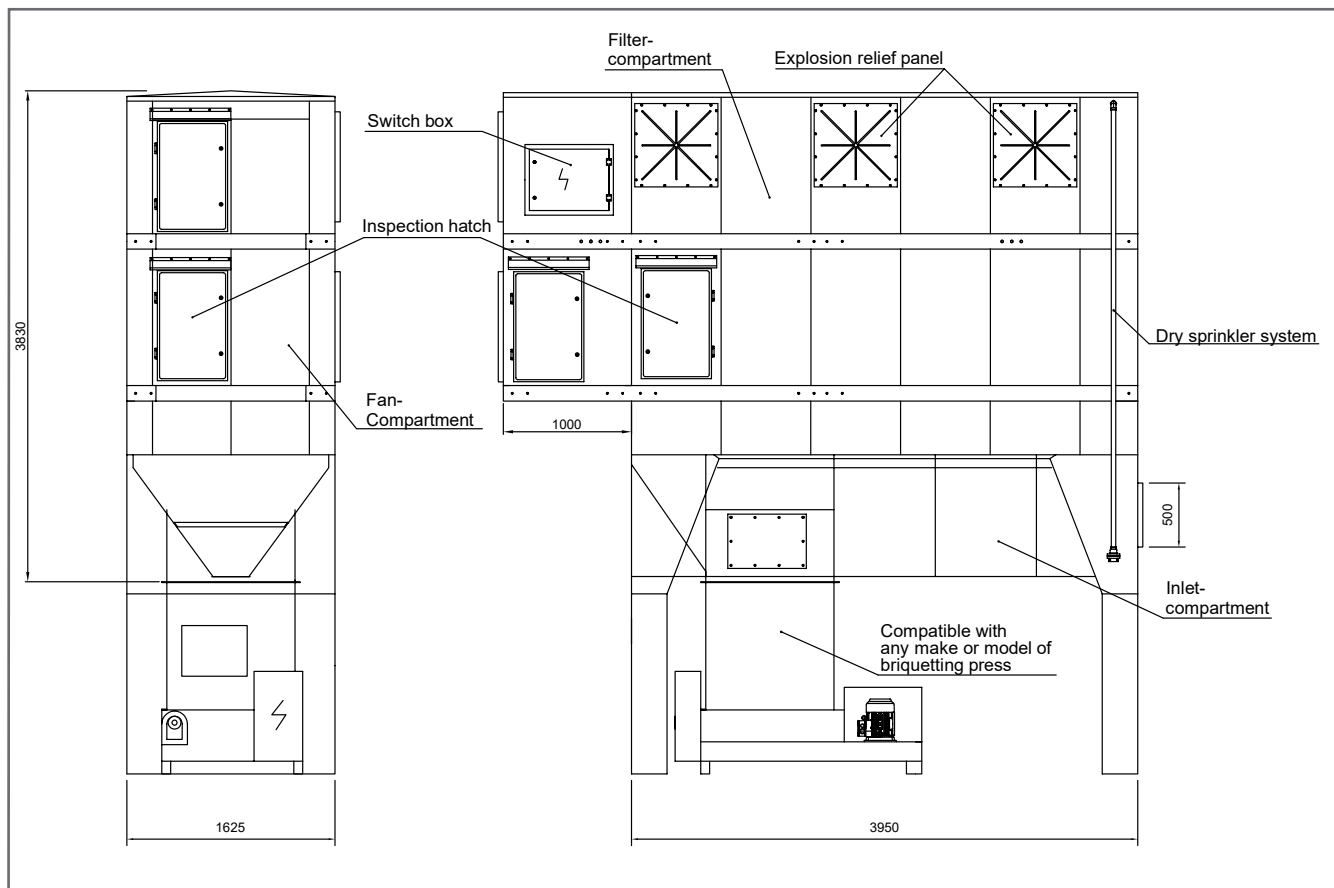 Filter-
compartment
Explosion relief panel
Switch box
Inspection hatch
3830
Dry sprinkler system
Fan-
Compartment
1000
500
Inlet-
compartment
Compatible with
any make or model of
briquetting press
1625
3950